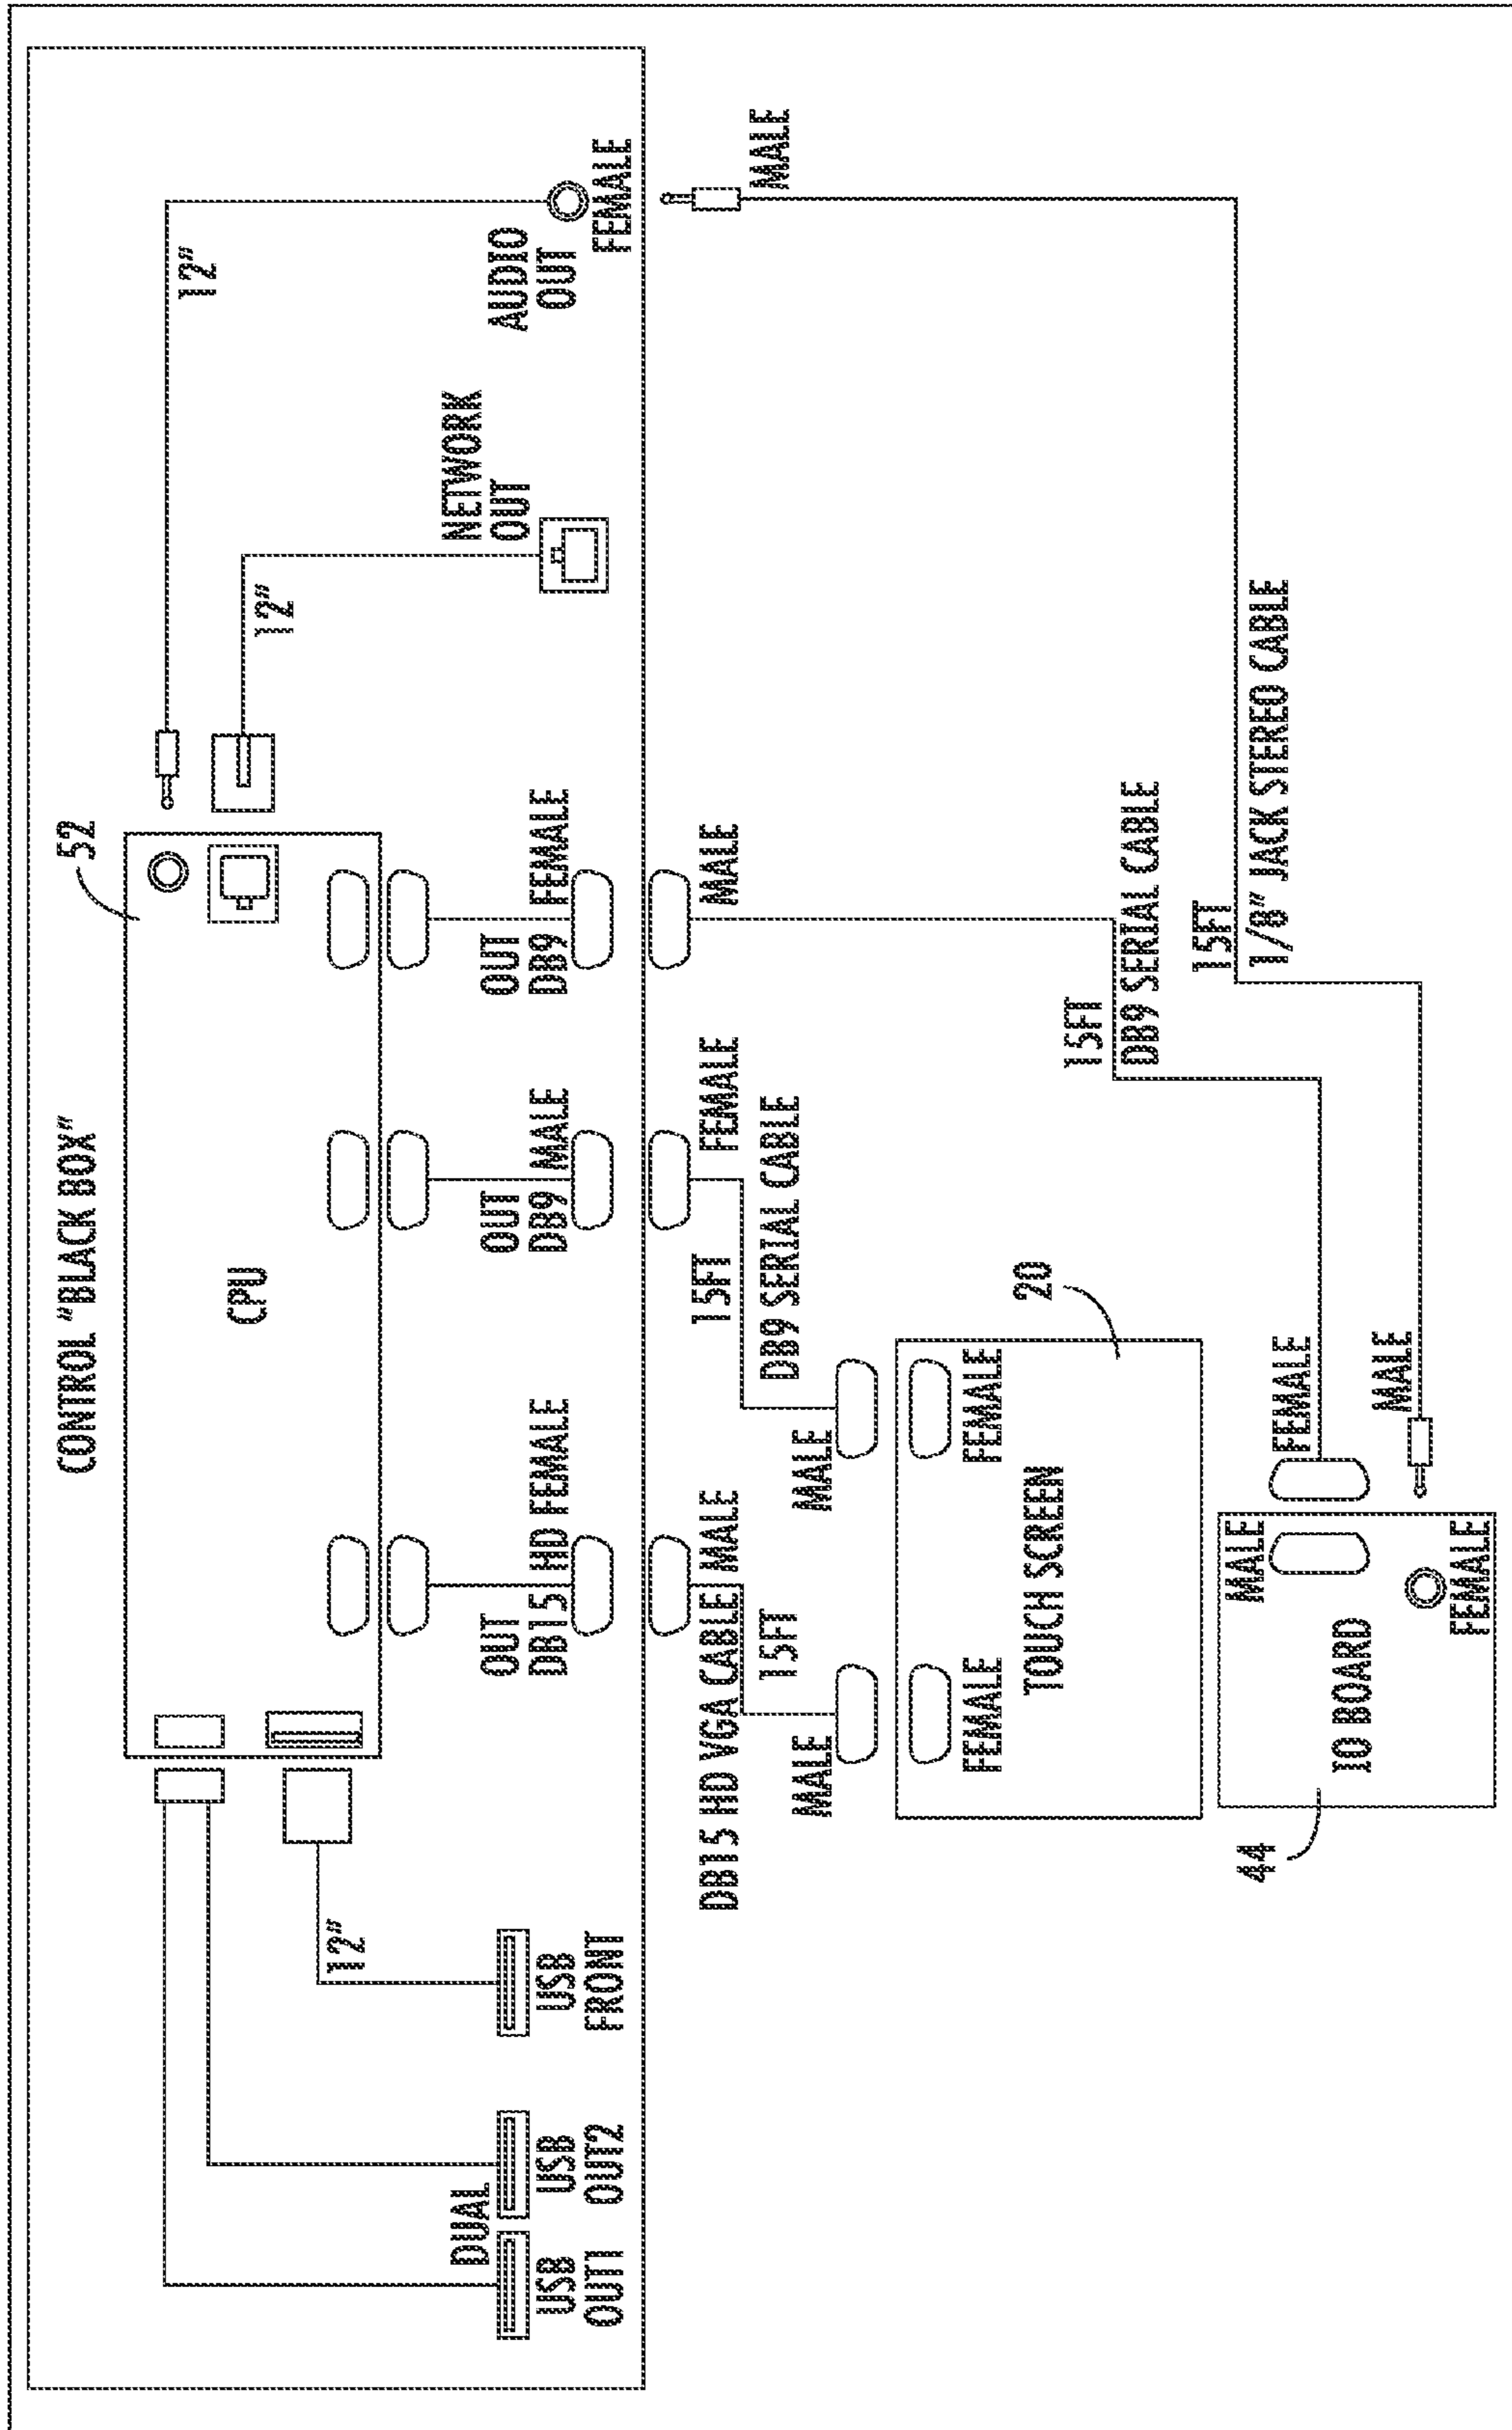 CONTROL "BLACK BOX"
52
12"
CPU
12"
12"
DUAL
USB
OUT1
USB
OUT2
USB
FRONT
OUT
DB15 HD FEMALE
OUT
DB9 MALE
OUT
DB9 FEMALE
NETWORK
OUT
AUDIO
OUT
FEMALE
DB15 HD VGA CABLE MALE
15FT
FEMALE
15FT
DB9 SERIAL CABLE
MALE
MALE
MALE
MALE
FEMALE
FEMALE
TOUCH SCREEN
20
15FT
DB9 SERIAL CABLE
15FT
1/8" JACK STEREO CABLE
44
MALE
FEMALE
IO BOARD
MALE
FEMALE